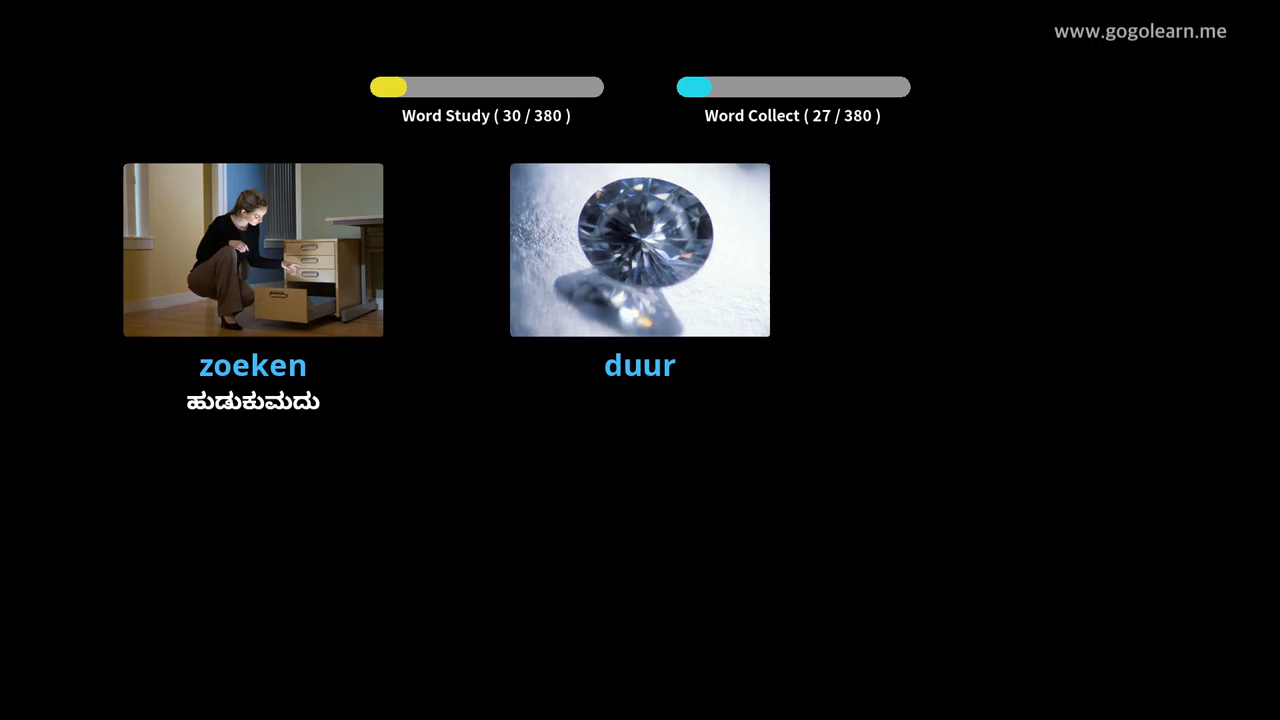 www.gogolearn.me
Word Study ( 30 / 380 )
Word Collect ( 27 / 380 )
zoeken
duur
ಹುಡುಕುಮದು